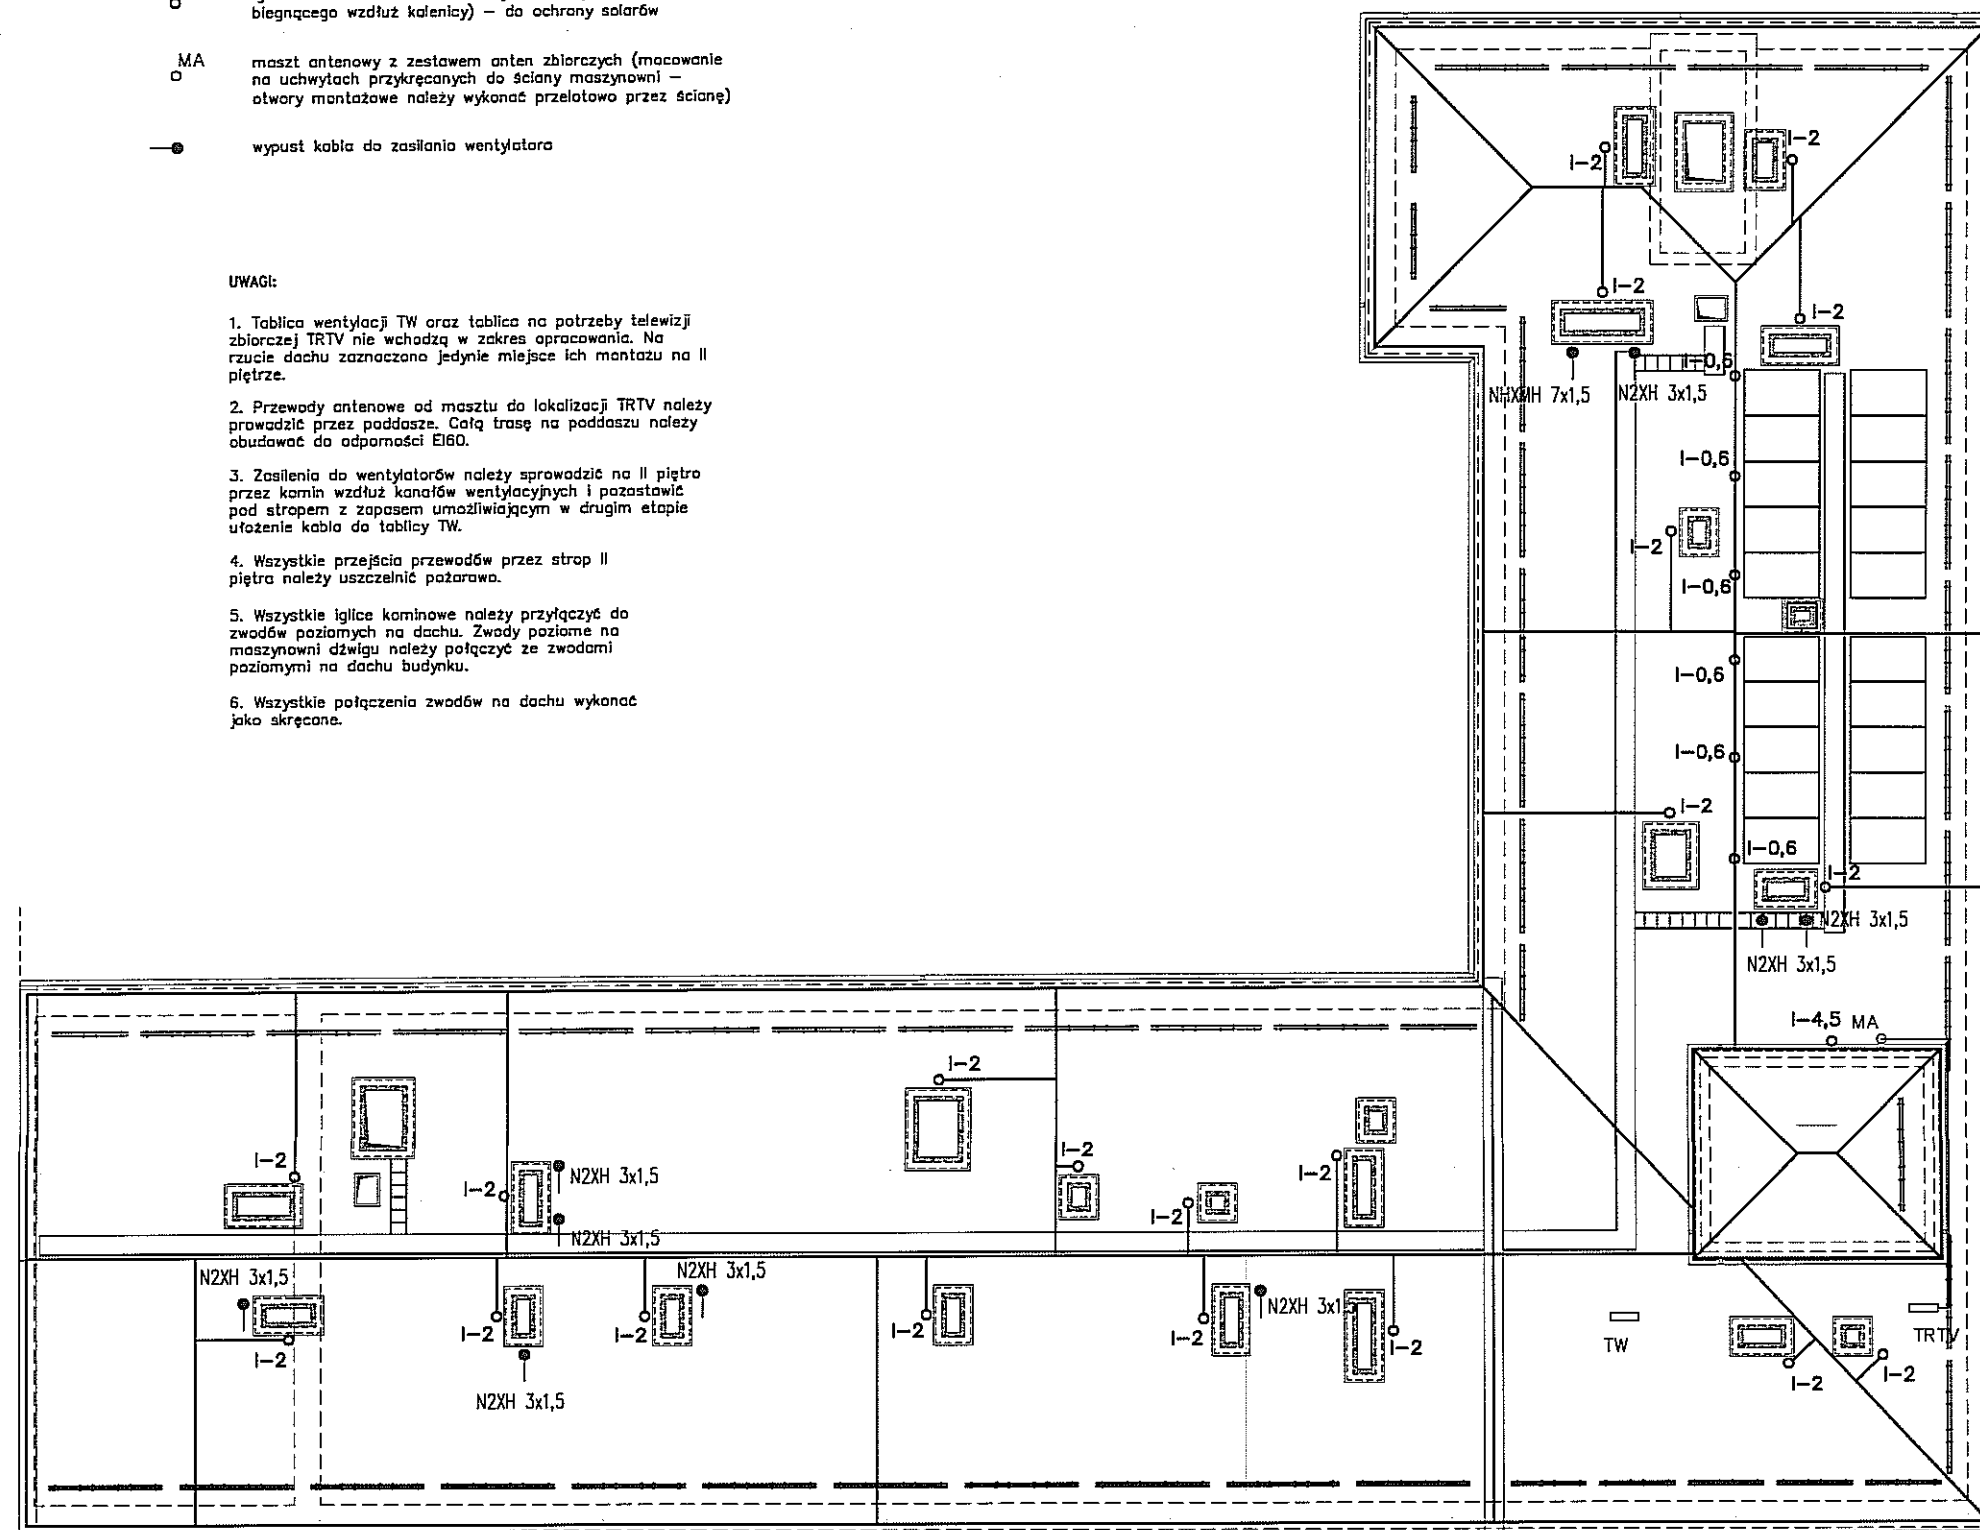 biegnącego wzdłuż kalenicy) – do ochrony solarów
MA
maszt antenowy z zestawem anten zbiorczych (mocowanie
na uchwytach przykręcanych do ściany maszynowni –
otwory montażowe należy wykonać przelotowo przez ścianę)
wypust kabla do zasilania wentylatora
UWAGI:
1. Tablica wentylacji TW oraz tablica na potrzeby telewizji
zbiorczej TRTV nie wchodzą w zakres opracowania. Na
rzucie dachu zaznaczono jedynie miejsce ich montażu na II
piętrze.
2. Przewody antenowe od masztu do lokalizacji TRTV należy
prowadzić przez poddasze. Całą trasę na poddaszu należy
obudować do odporności EI60.
3. Zasilenia do wentylatorów należy sprowadzić na II piętro
przez komin wzdłuż kanałów wentylacyjnych i pozostawić
pod stropem z zapasem umożliwiającym w drugim etapie
ułożenie kabla do tablicy TW.
4. Wszystkie przejścia przewodów przez strop II
piętra należy uszczelnić pożarowo.
5. Wszystkie iglice kominowe należy przyłączyć do
zwodów poziomych na dachu. Zwody poziome na
maszynowni dźwigu należy połączyć ze zwodami
poziomymi na dachu budynku.
6. Wszystkie połączenia zwodów na dachu wykonać
jako skręcane.
I-2
I-2
I-2
I-2
I-0,6
NHXMH 7x1,5
N2XH 3x1,5
I-0,6
I-2
I-0,6
I-0,6
I-0,6
I-2
I-0,6
I-2
N2XH 3x1,5
N2XH 3x1,5
I-4,5
MA
I-2
I-2
I-2
I-2
N2XH 3x1,5
I-2
I-2
N2XH 3x1,5
N2XH 3x1,5
N2XH 3x1,5
N2XH 3x1
I-2
I-2
I-2
I-2
I-2
I-2
TW
TRTV
I-2
I-2
N2XH 3x1,5